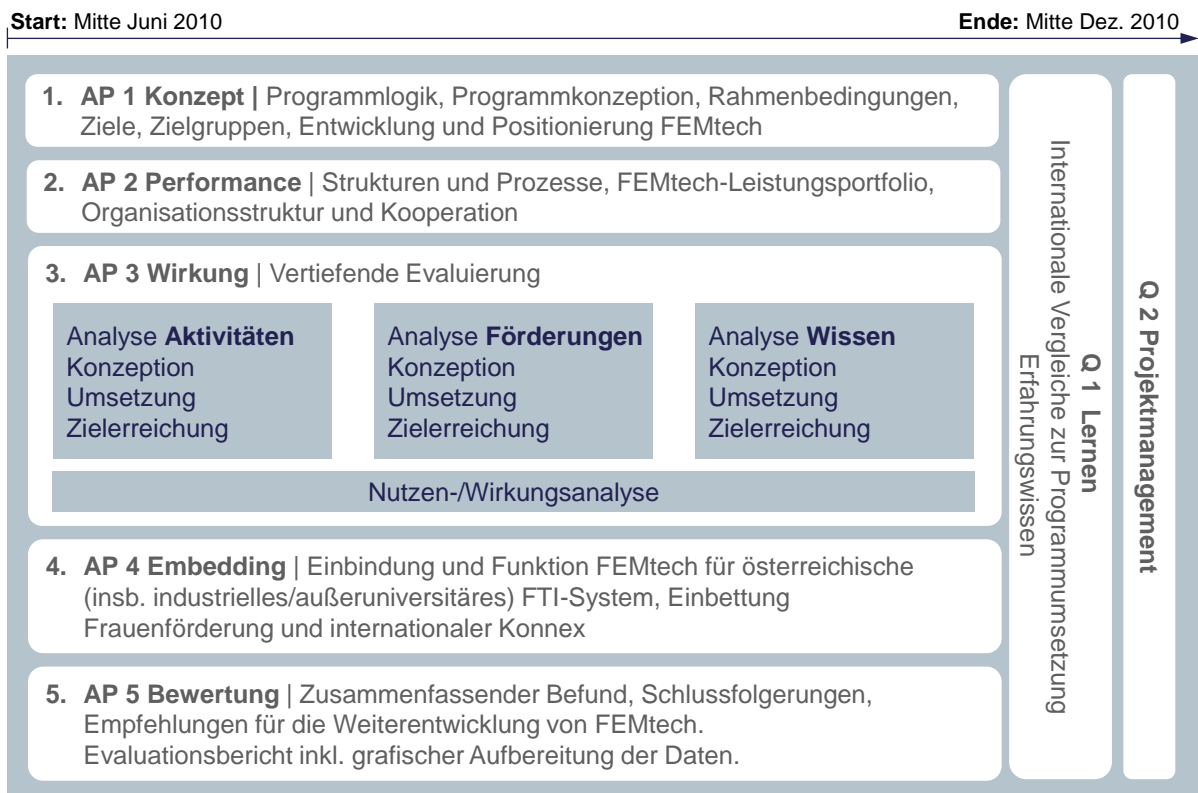 Start: Mitte Juni 2010
Ende: Mitte Dez. 2010
1. AP 1 Konzept | Programmlogik, Programmkonzeption, Rahmenbedingungen,
Ziele, Zielgruppen, Entwicklung und Positionierung FEMtech
2. AP 2 Performance | Strukturen und Prozesse, FEMtech-Leistungsportfolio,
Organisationsstruktur und Kooperation
3. AP 3 Wirkung | Vertiefende Evaluierung
Analyse Aktivitäten
Konzeption
Umsetzung
Zielerreichung
Analyse Förderungen
Konzeption
Umsetzung
Zielerreichung
Analyse Wissen
Konzeption
Umsetzung
Zielerreichung
Nutzen-/Wirkungsanalyse
4. AP 4 Embedding | Einbindung und Funktion FEMtech für österreichische
(insb. industrielles/außeruniversitäres) FTI-System, Einbettung
Frauenförderung und internationaler Konnex
5. AP 5 Bewertung | Zusammenfassender Befund, Schlussfolgerungen,
Empfehlungen für die Weiterentwicklung von FEMtech.
Evaluationsbericht inkl. grafischer Aufbereitung der Daten.
Q 1 Lernen
Internationale Vergleiche zur Programmumsetzung
Erfahrungswissen
Q 2 Projektmanagement